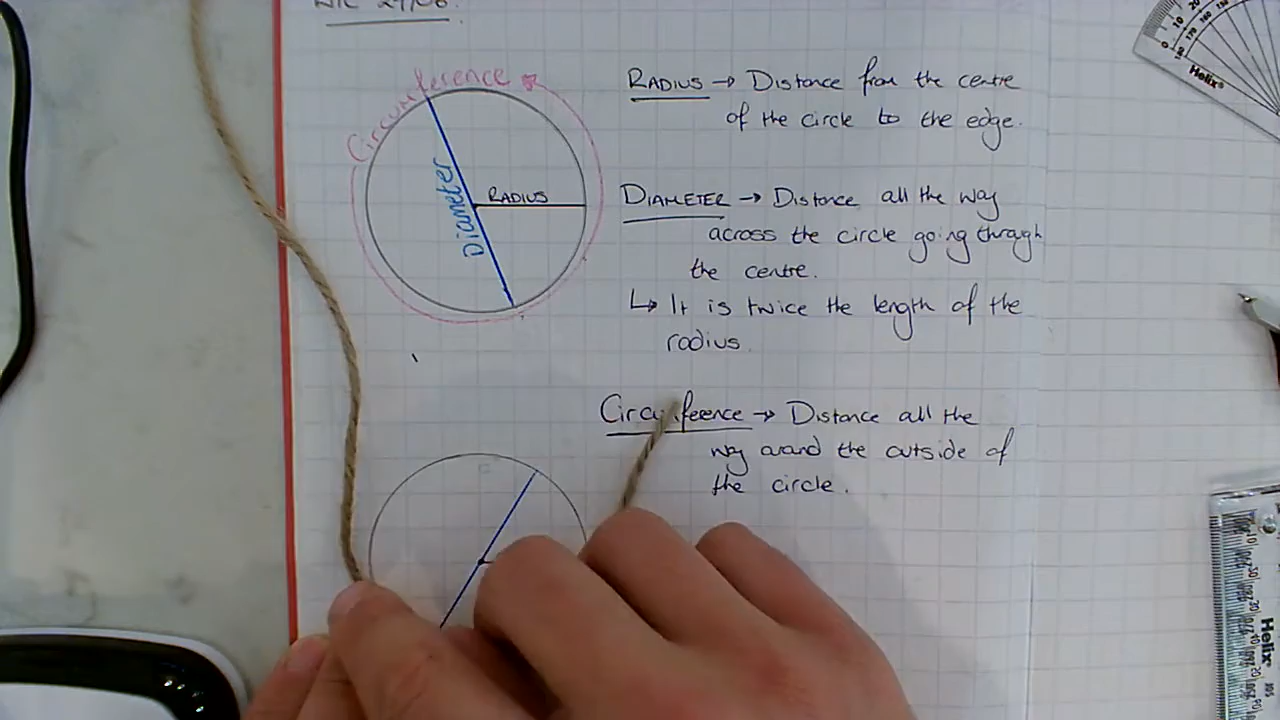 Circumference
Diameter
RADIUS
RADIUS → Distance from the centre
of the circle to the edge.
DIAMETER → Distance all the way
across the circle going through
the centre.
↳ It is twice the length of the
radius.
Circumference → Distance all the
way around the outside of
the circle.
Helix
Helix